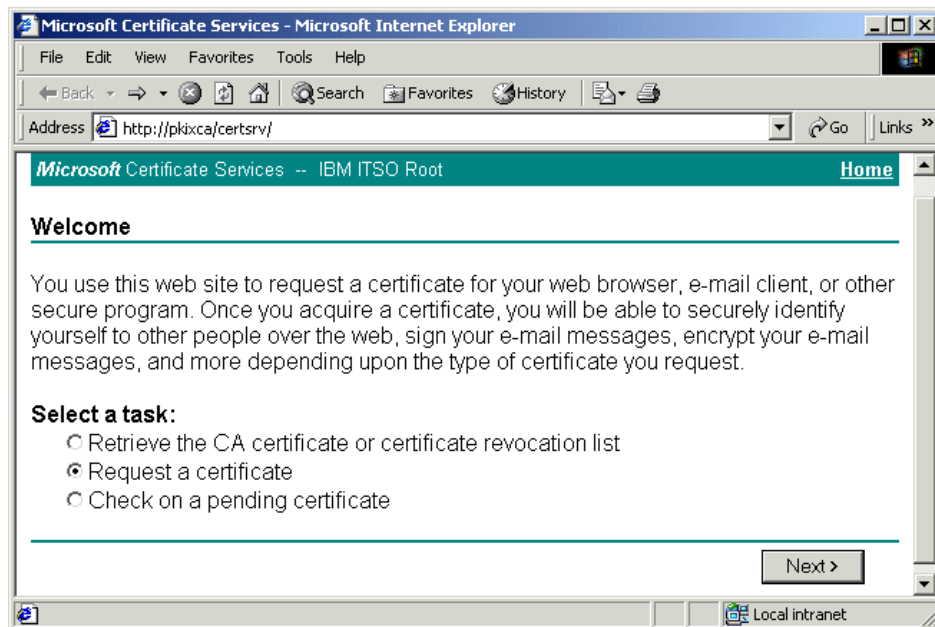 Microsoft Certificate Services - Microsoft Internet Explorer
File Edit View Favorites Tools Help
Back Search Favorites History
Address http://pkixca/certsrv/ Go Links »
Microsoft Certificate Services -- IBM ITSO Root Home
Welcome
You use this web site to request a certificate for your web browser, e-mail client, or other
secure program. Once you acquire a certificate, you will be able to securely identify
yourself to other people over the web, sign your e-mail messages, encrypt your e-mail
messages, and more depending upon the type of certificate you request.
Select a task:
Retrieve the CA certificate or certificate revocation list
Request a certificate
Check on a pending certificate
Next >
Local intranet